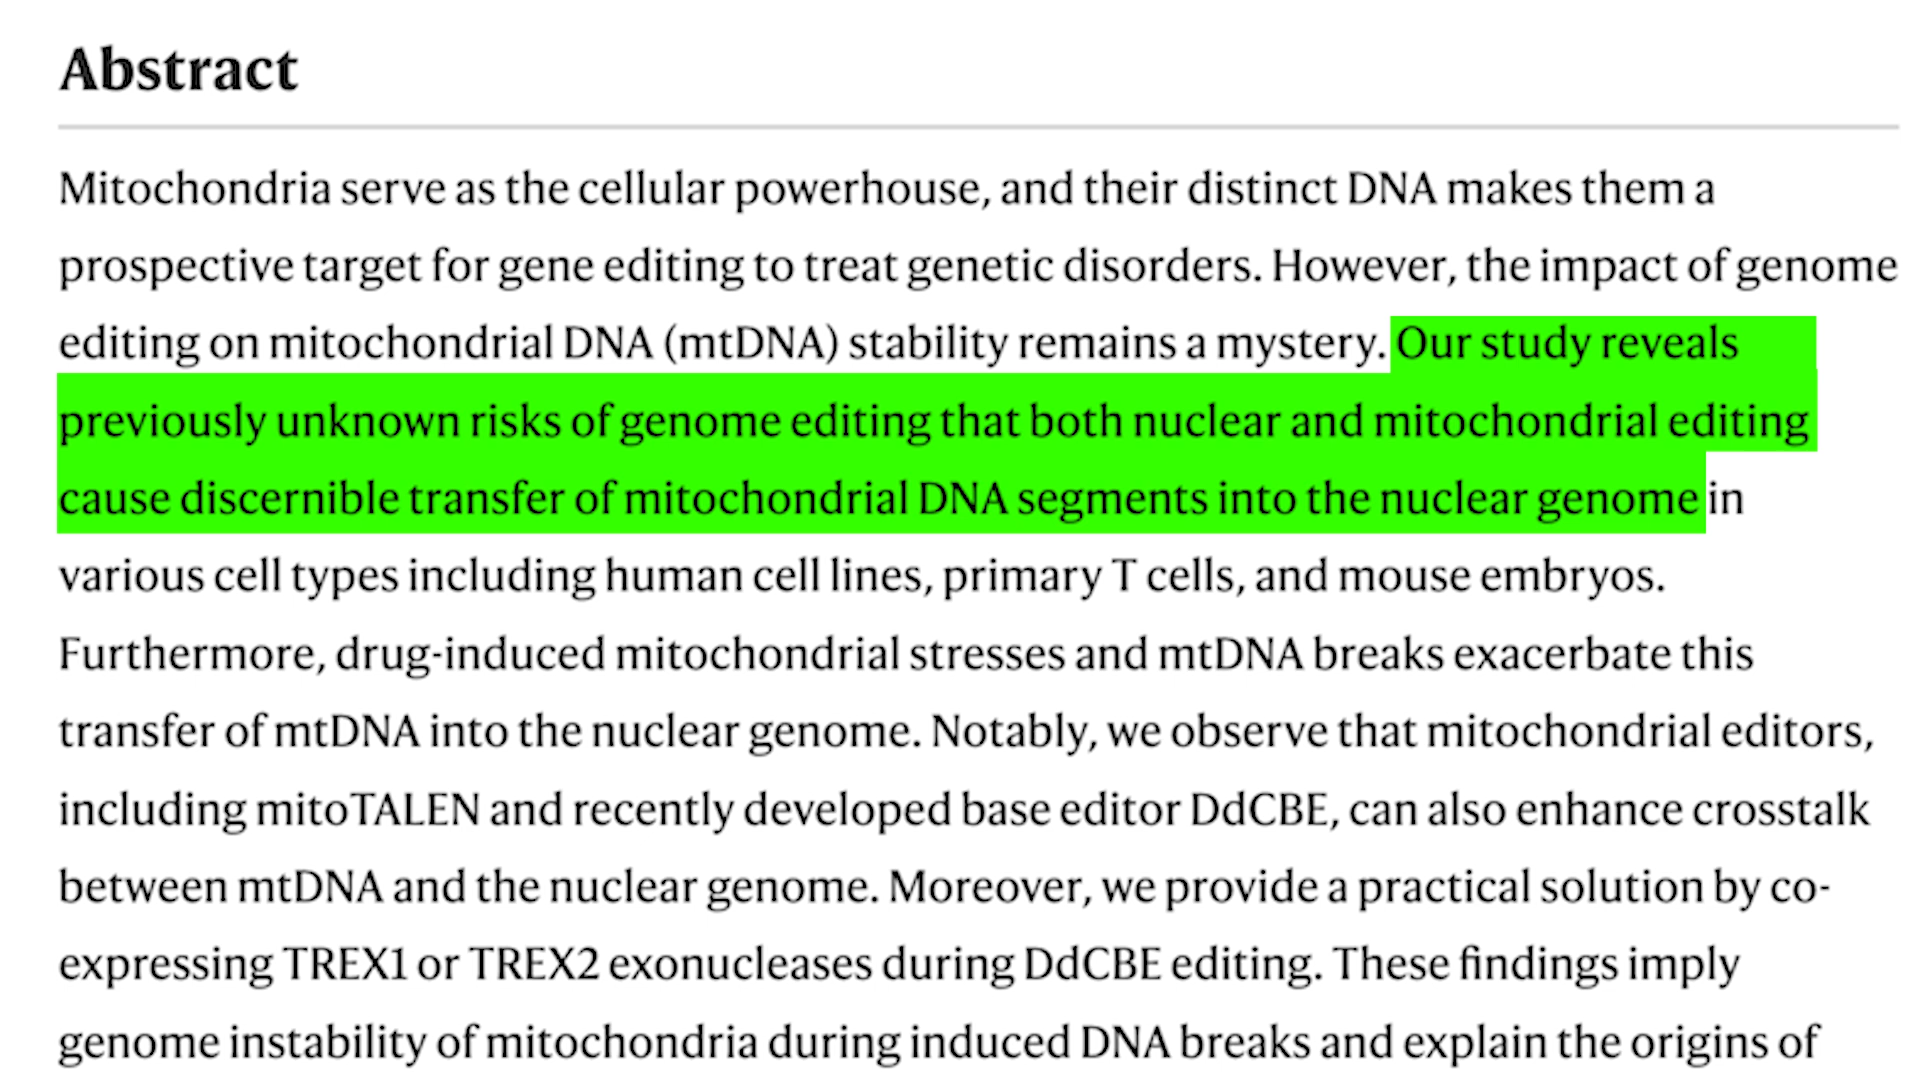 Abstract
Mitochondria serve as the cellular powerhouse, and their distinct DNA makes them a
prospective target for gene editing to treat genetic disorders. However, the impact of genome
editing on mitochondrial DNA (mtDNA) stability remains a mystery. Our study reveals
previously unknown risks of genome editing that both nuclear and mitochondrial editing
cause discernible transfer of mitochondrial DNA segments into the nuclear genome in
various cell types including human cell lines, primary T cells, and mouse embryos.
Furthermore, drug-induced mitochondrial stresses and mtDNA breaks exacerbate this
transfer of mtDNA into the nuclear genome. Notably, we observe that mitochondrial editors,
including mitoTALEN and recently developed base editor DdCBE, can also enhance crosstalk
between mtDNA and the nuclear genome. Moreover, we provide a practical solution by co-
expressing TREX1 or TREX2 exonucleases during DdCBE editing. These findings imply
genome instability of mitochondria during induced DNA breaks and explain the origins of